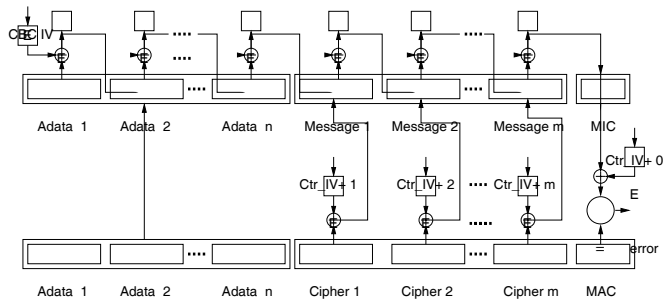 CBC IV
E
E E E E E E
Adata 1 Adata 2 Adata n Message 1 Message 2 Message m MIC
Ctr_IV+ 1 Ctr_IV+ 2 Ctr_IV+ m Ctr_IV+ 0
E E E E
= error
Adata 1 Adata 2 Adata n Cipher 1 Cipher 2 Cipher m MAC